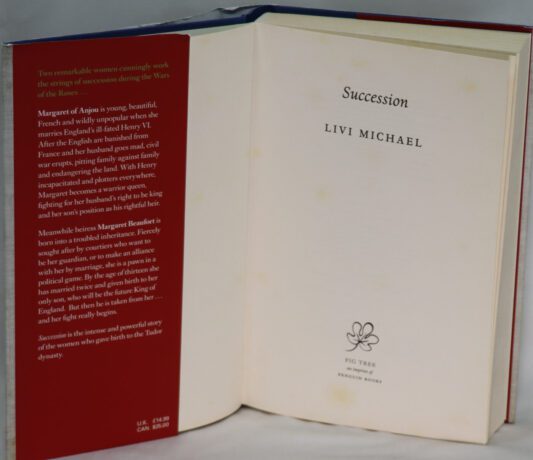 Two remarkable women cunningly work
the strings of succession during the Wars
of the Roses . . .
Margaret of Anjou is young, beautiful,
French and wildly unpopular when she
marries England's ill-fated Henry VI.
After the English are banished from
France and her husband goes mad, civil
war erupts, pitting family against family
and endangering the land. With Henry
incapacitated and plotters everywhere,
Margaret becomes a warrior queen,
fighting for her husband's right to be king
and her son's position as his rightful heir.
Meanwhile heiress Margaret Beaufort is
born into a troubled inheritance. Fiercely
sought after by courtiers who want to
be her guardian, or to make an alliance
with her by marriage, she is a pawn in a
political game. By the age of thirteen she
has married twice and given birth to her
only son, who will be the future King of
England. But then he is taken from her . . .
and her fight really begins.
Succession is the intense and powerful story
of the women who gave birth to the Tudor
dynasty.
U.K. £14.99
CAN. $25.00
Succession
LIVI MICHAEL
FIG TREE
an imprint of
PENGUIN BOOKS